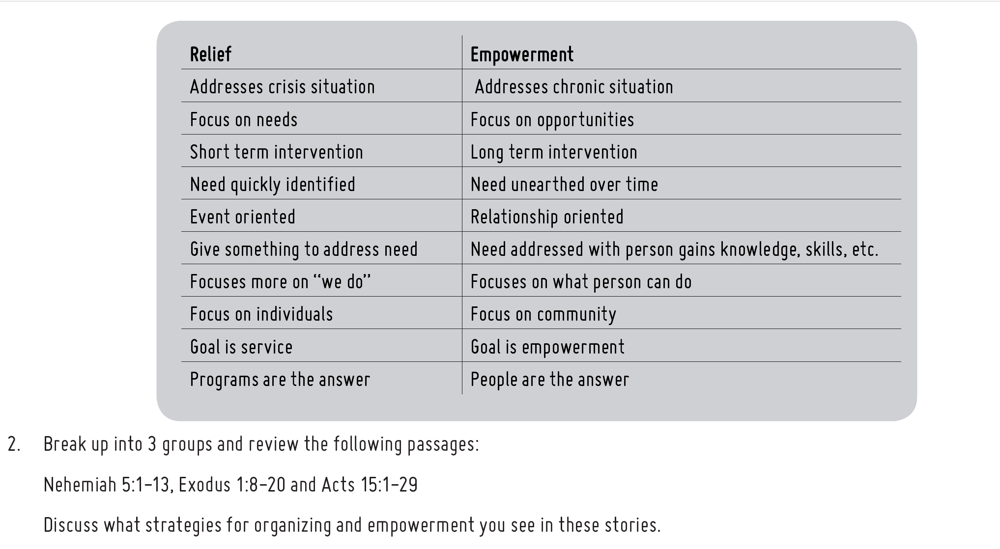 Relief Empowerment
Addresses crisis situation Addresses chronic situation
Focus on needs Focus on opportunities
Short term intervention Long term intervention
Need quickly identified Need unearthed over time
Event oriented Relationship oriented
Give something to address need Need addressed with person gains knowledge, skills, etc.
Focuses more on “we do” Focuses on what person can do
Focus on individuals Focus on community
Goal is service Goal is empowerment
Programs are the answer People are the answer
2. Break up into 3 groups and review the following passages:
Nehemiah 5:1–13, Exodus 1:8–20 and Acts 15:1–29
Discuss what strategies for organizing and empowerment you see in these stories.